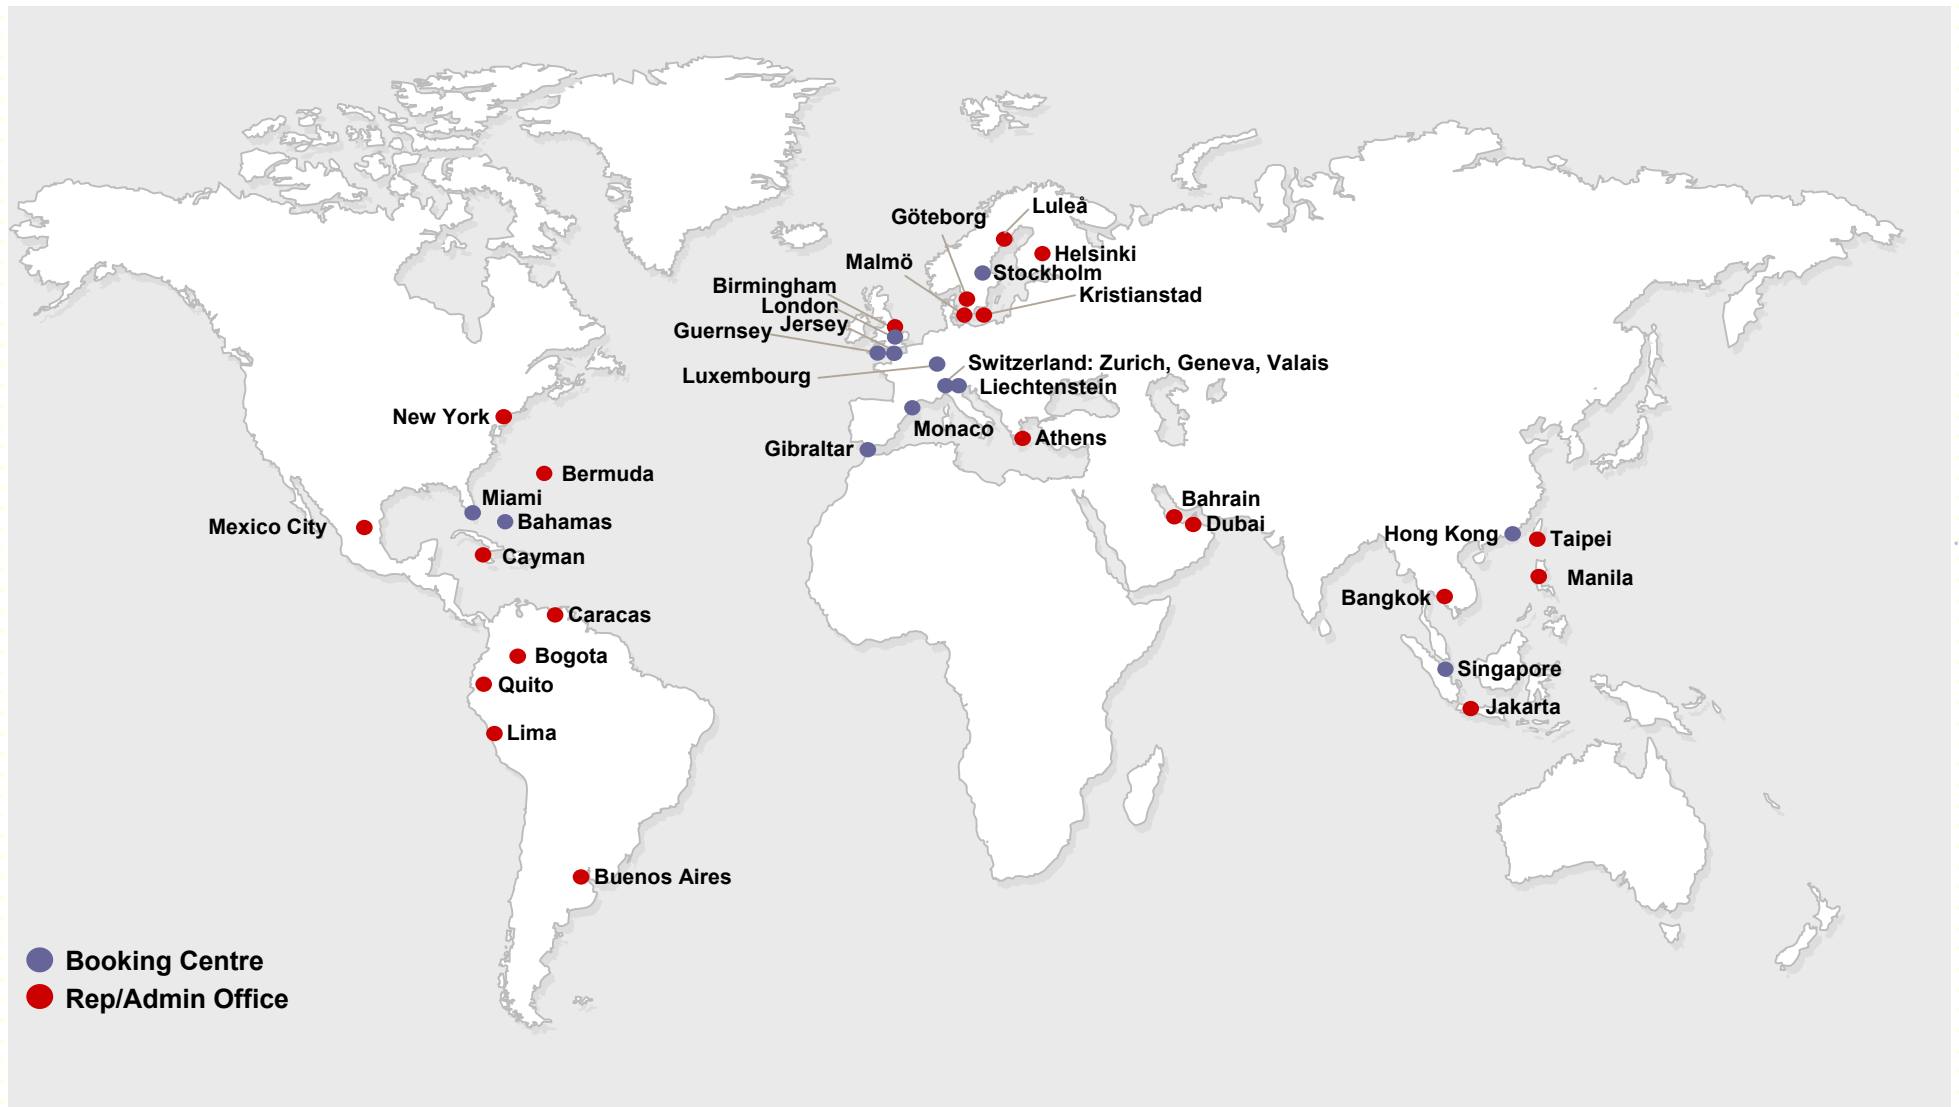 Luleå
Göteborg
Helsinki
Malmö
Stockholm
Birmingham
Kristianstad
London
Jersey
Guernsey
Switzerland: Zurich, Geneva, Valais
Luxembourg
Liechtenstein
New York
Monaco
Athens
Gibraltar
Bermuda
Miami
Bahrain
Bahamas
Mexico City
Dubai
Hong Kong
Taipei
Cayman
Manila
Bangkok
Caracas
Bogota
Singapore
Quito
Jakarta
Lima
Buenos Aires
Booking Centre
Rep/Admin Office